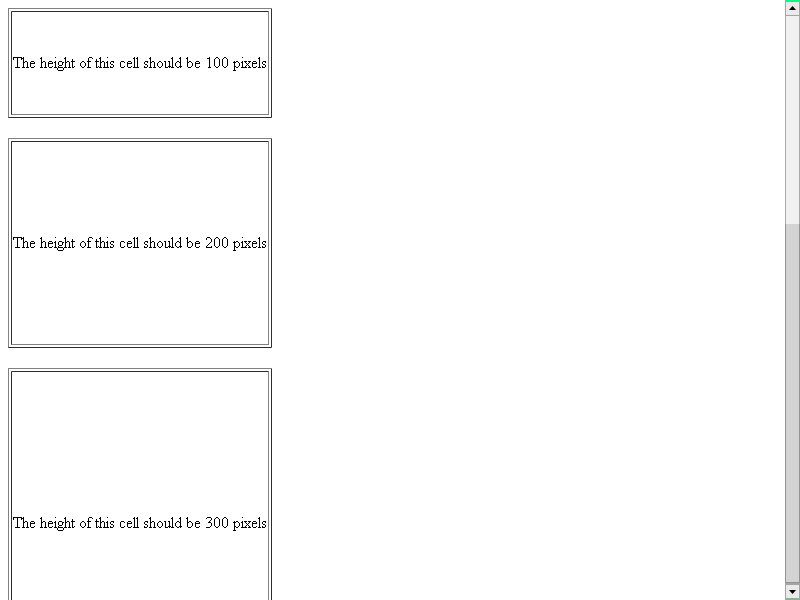 The height of this cell should be 100 pixels
The height of this cell should be 200 pixels
The height of this cell should be 300 pixels